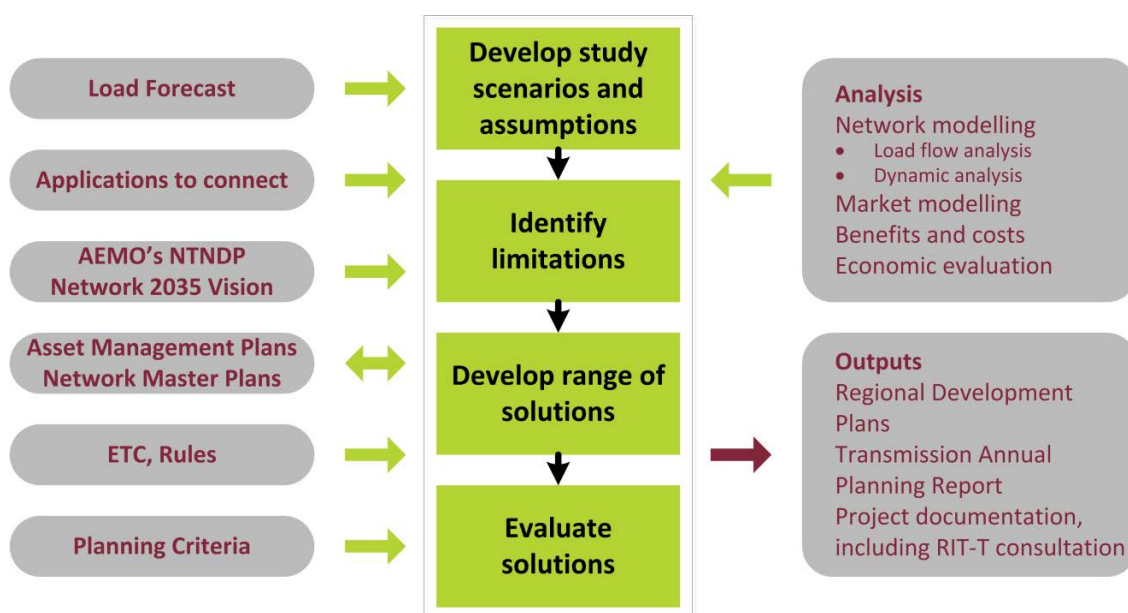 Load Forecast
Applications to connect
AEMO’s NTNDP
Network 2035 Vision
Asset Management Plans
Network Master Plans
ETC, Rules
Planning Criteria
Develop study
scenarios and
assumptions
Identify
limitations
Develop range of
solutions
Evaluate
solutions
Analysis
Network modelling
• Load flow analysis
• Dynamic analysis
Market modelling
Benefits and costs
Economic evaluation
Outputs
Regional Development
Plans
Transmission Annual
Planning Report
Project documentation,
including RIT-T consultation